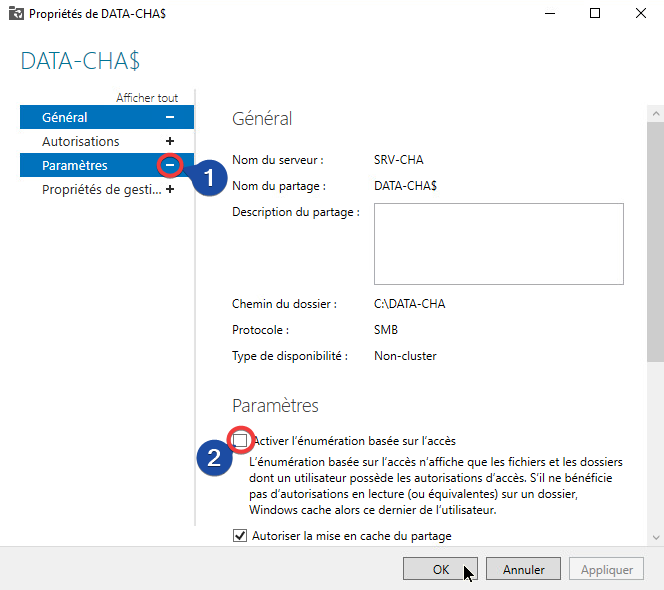 Propriétés de DATA-CHA$
DATA-CHA$
Afficher tout
Général
Autorisations
Paramètres
Propriétés de gesti...
1
Général
Nom du serveur :
SRV-CHA
Nom du partage :
DATA-CHA$
Description du partage :
Chemin du dossier :
C:\DATA-CHA
Protocole :
SMB
Type de disponibilité :
Non-cluster
Paramètres
2
Activer l'énumération basée sur l'accès
L'énumération basée sur l'accès n'affiche que les fichiers et les dossiers
dont un utilisateur possède les autorisations d'accès. S'il ne bénéficie
pas d'autorisations en lecture (ou équivalentes) sur un dossier,
Windows cache alors ce dernier de l'utilisateur.
Autoriser la mise en cache du partage
OK
Annuler
Appliquer